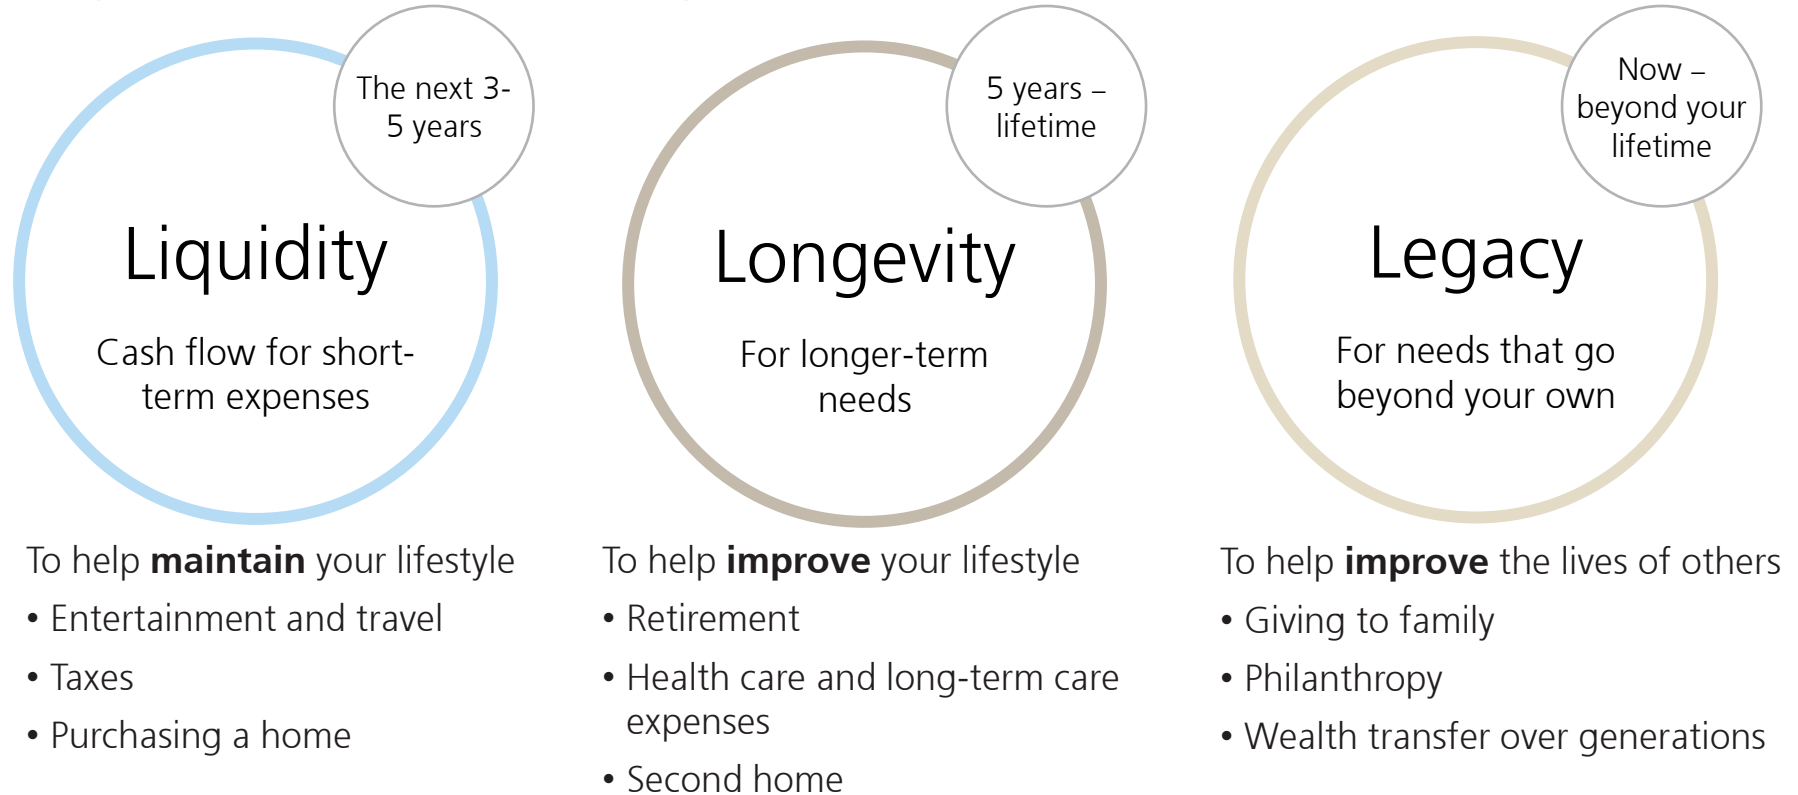 The next 3-
5 years
Liquidity
Cash flow for short-
term expenses
To help maintain your lifestyle
• Entertainment and travel
• Taxes
• Purchasing a home
5 years –
lifetime
Longevity
For longer-term
needs
To help improve your lifestyle
• Retirement
• Health care and long-term care
expenses
• Second home
Now –
beyond your
lifetime
Legacy
For needs that go
beyond your own
To help improve the lives of others
• Giving to family
• Philanthropy
• Wealth transfer over generations